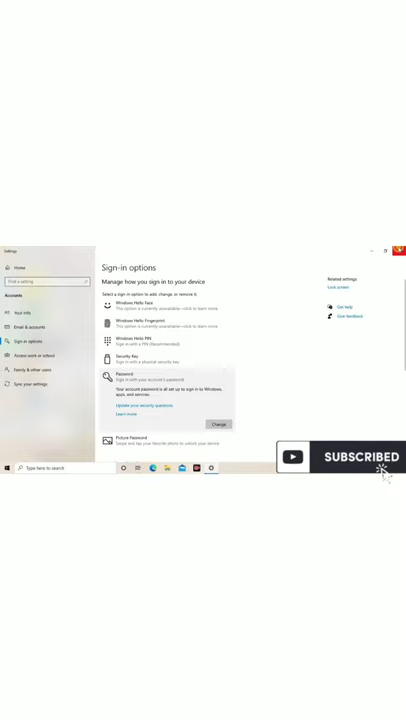 Settings
Home
Find a setting
Accounts
Your info
Email & accounts
Sign-in options
Access work or school
Family & other users
Sync your settings
Sign-in options
Manage how you sign in to your device
Select a sign-in option to add, change, or remove it.
Windows Hello Face
This option is currently unavailable—click to learn more
Windows Hello Fingerprint
This option is currently unavailable—click to learn more
Windows Hello PIN
Sign in with a PIN (Recommended)
Security Key
Sign in with a physical security key
Password
Sign in with your account's password
Your account password is all set up to sign in to Windows,
apps, and services.
Update your security questions
Learn more
Change
Picture Password
Swipe and tap your favorite photo to unlock your device
Related settings
Lock screen
Get help
Give feedback
SUBSCRIBED
Type here to search